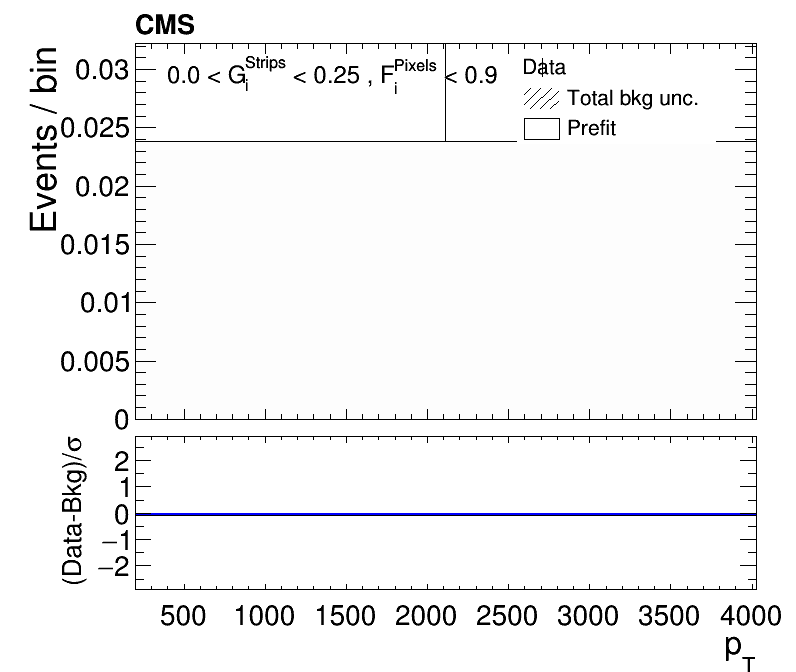 CMS
Events / bin
0.0 < G_i^Strips < 0.25 , F_i^Pixels < 0.9
Data
Total bkg unc.
Prefit
0.03
0.025
0.02
0.015
0.01
0.005
0
(Data-Bkg)/σ
2
1
0
−1
−2
500 1000 1500 2000 2500 3000 3500 4000
p_T